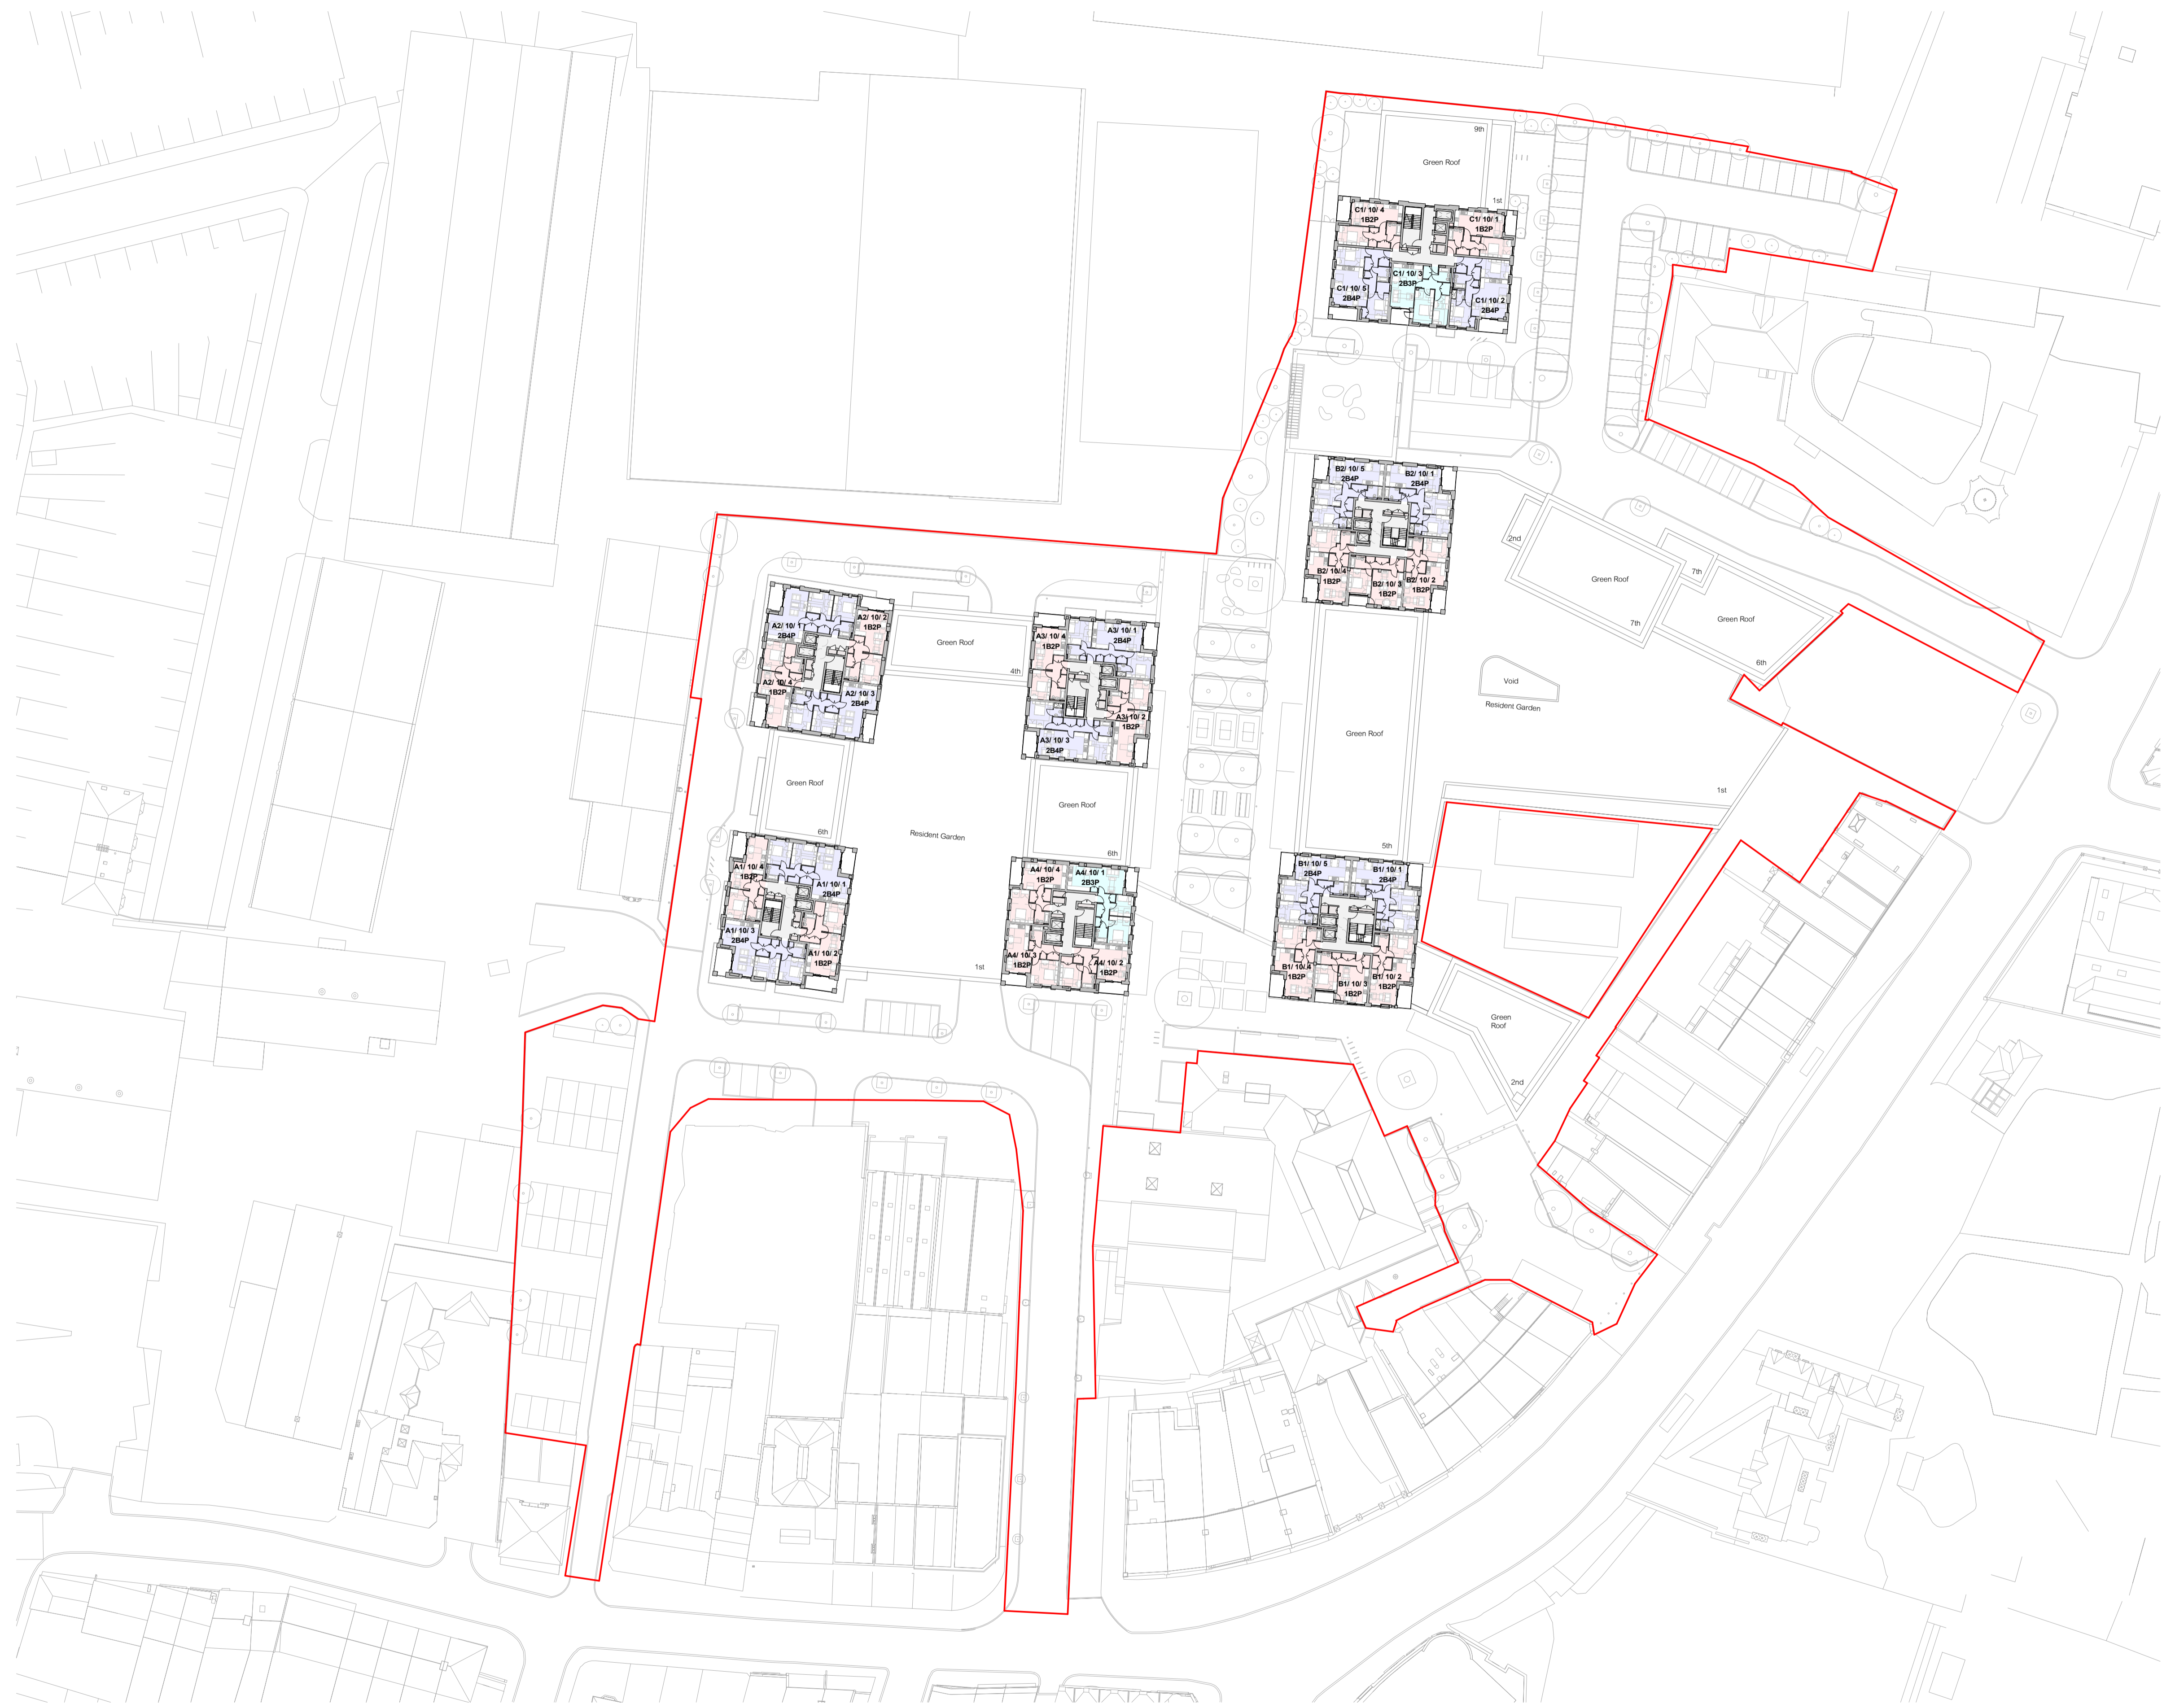 9th
Green Roof
1st
C1/ 10/ 4
1B2P
C1/ 10/ 1
1B2P
C1/ 10/ 3
2B3P
C1/ 10/ 5
2B4P
C1/ 10/ 2
2B4P
B2/ 10/ 5
2B4P
B2/ 10/ 1
2B4P
B2/ 10/ 4
1B2P
B2/ 10/ 3
1B2P
B2/ 10/ 2
1B2P
2nd
Green Roof
7th
7th
Green Roof
6th
A2/ 10/ 1
2B4P
A2/ 10/ 2
1B2P
A2/ 10/ 4
1B2P
A2/ 10/ 3
2B4P
Green Roof
4th
A3/ 10/ 4
1B2P
A3/ 10/ 1
2B4P
A3/ 10/ 2
1B2P
A3/ 10/ 3
2B4P
Void
Resident Garden
Green Roof
5th
1st
Green Roof
6th
Green Roof
6th
Resident Garden
A1/ 10/ 4
1B2P
A1/ 10/ 1
2B4P
A1/ 10/ 3
2B4P
A1/ 10/ 2
1B2P
1st
A4/ 10/ 4
1B2P
A4/ 10/ 1
2B3P
A4/ 10/ 3
1B2P
A4/ 10/ 2
1B2P
B1/ 10/ 5
2B4P
B1/ 10/ 1
2B4P
B1/ 10/ 4
1B2P
B1/ 10/ 3
1B2P
B1/ 10/ 2
1B2P
Green
Roof
2nd